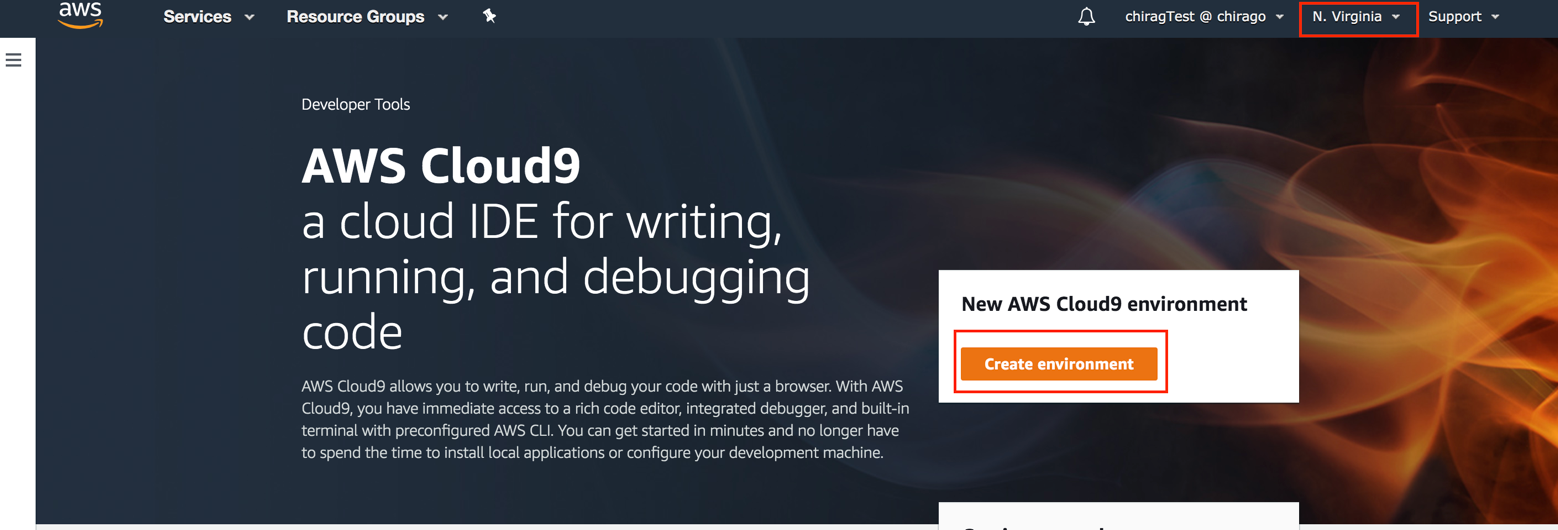 aws
Services
Resource Groups
chiragTest @ chirago
N. Virginia
Support
Developer Tools
AWS Cloud9
a cloud IDE for writing,
running, and debugging
code
AWS Cloud9 allows you to write, run, and debug your code with just a browser. With AWS
Cloud9, you have immediate access to a rich code editor, integrated debugger, and built-in
terminal with preconfigured AWS CLI. You can get started in minutes and no longer have
to spend the time to install local applications or configure your development machine.
New AWS Cloud9 environment
Create environment